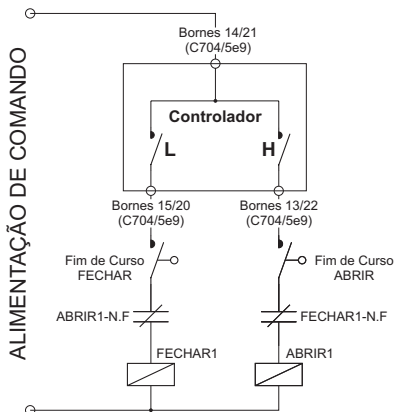 ALIMENTAÇÃO DE COMANDO
Bornes 14/21
(C704/5e9)
Controlador
L
H
Bornes 15/20
(C704/5e9)
Bornes 13/22
(C704/5e9)
Fim de Curso
FECHAR
Fim de Curso
ABRIR
ABRIR1-N.F
FECHAR1-N.F
FECHAR1
ABRIR1